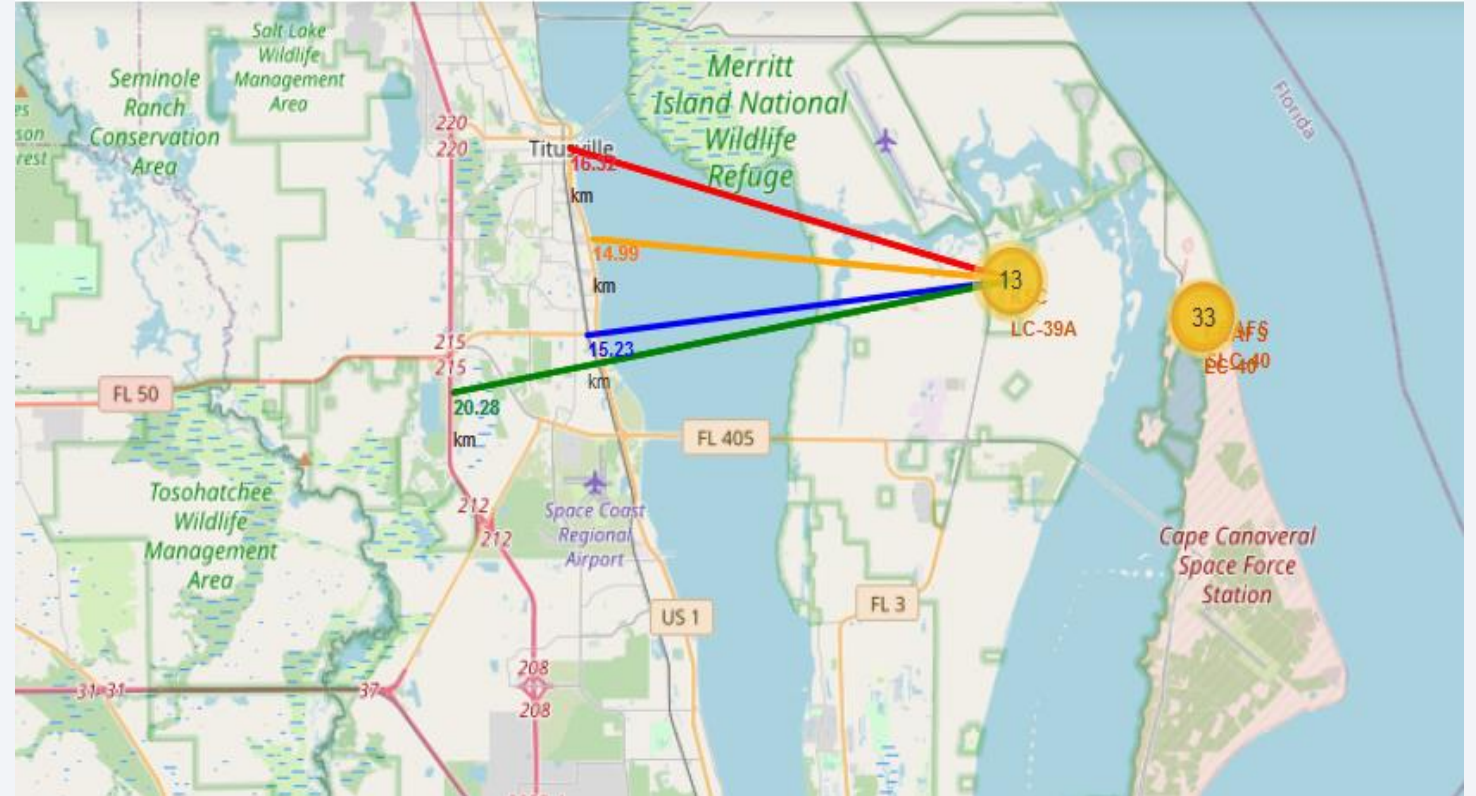 Salt Lake
Wildlife
Management
Area
Seminole
Ranch
Conservation
Area
Merritt
Island National
Wildlife
Refuge
Florida
220
220
Titusville
16.32
km
14.99
km
13
LC-39A
33
215
215
15.23
km
FL 50
20.28
km
FL 405
Tosohatchee
Wildlife
Management
Area
212
212
Space Coast
Regional
Airport
Cape Canaveral
Space Force
Station
US 1
FL 3
208
208
31-31
37